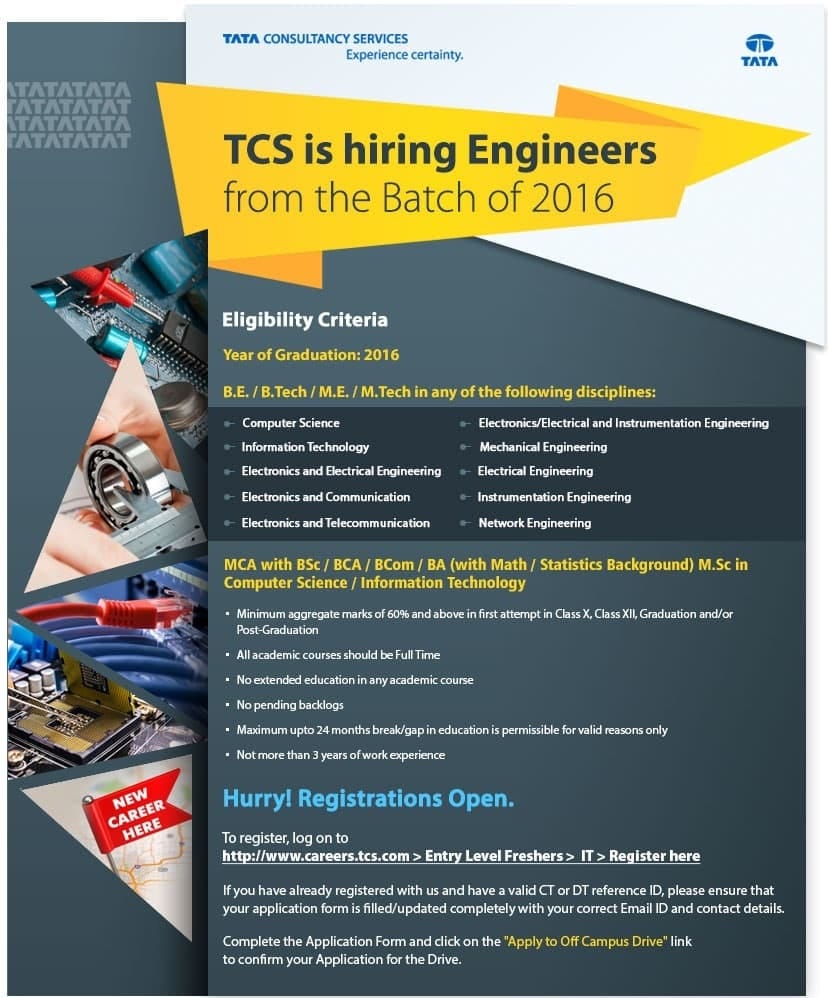 TATA CONSULTANCY SERVICES
Experience certainty.
TATA
TCS is hiring Engineers
from the Batch of 2016
Eligibility Criteria
Year of Graduation: 2016
B.E. / B.Tech / M.E. / M.Tech in any of the following disciplines:
Computer Science
Information Technology
Electronics and Electrical Engineering
Electronics and Communication
Electronics and Telecommunication
Electronics/Electrical and Instrumentation Engineering
Mechanical Engineering
Electrical Engineering
Instrumentation Engineering
Network Engineering
MCA with BSc / BCA / BCom / BA (with Math / Statistics Background) M.Sc in
Computer Science / Information Technology
• Minimum aggregate marks of 60% and above in first attempt in Class X, Class XII, Graduation and/or
Post-Graduation
• All academic courses should be Full Time
• No extended education in any academic course
• No pending backlogs
• Maximum upto 24 months break/gap in education is permissible for valid reasons only
• Not more than 3 years of work experience
NEW
CAREER
HERE
Hurry! Registrations Open.
To register, log on to
http://www.careers.tcs.com > Entry Level Freshers > IT > Register here
If you have already registered with us and have a valid CT or DT reference ID, please ensure that
your application form is filled/updated completely with your correct Email ID and contact details.
Complete the Application Form and click on the "Apply to Off Campus Drive" link
to confirm your Application for the Drive.